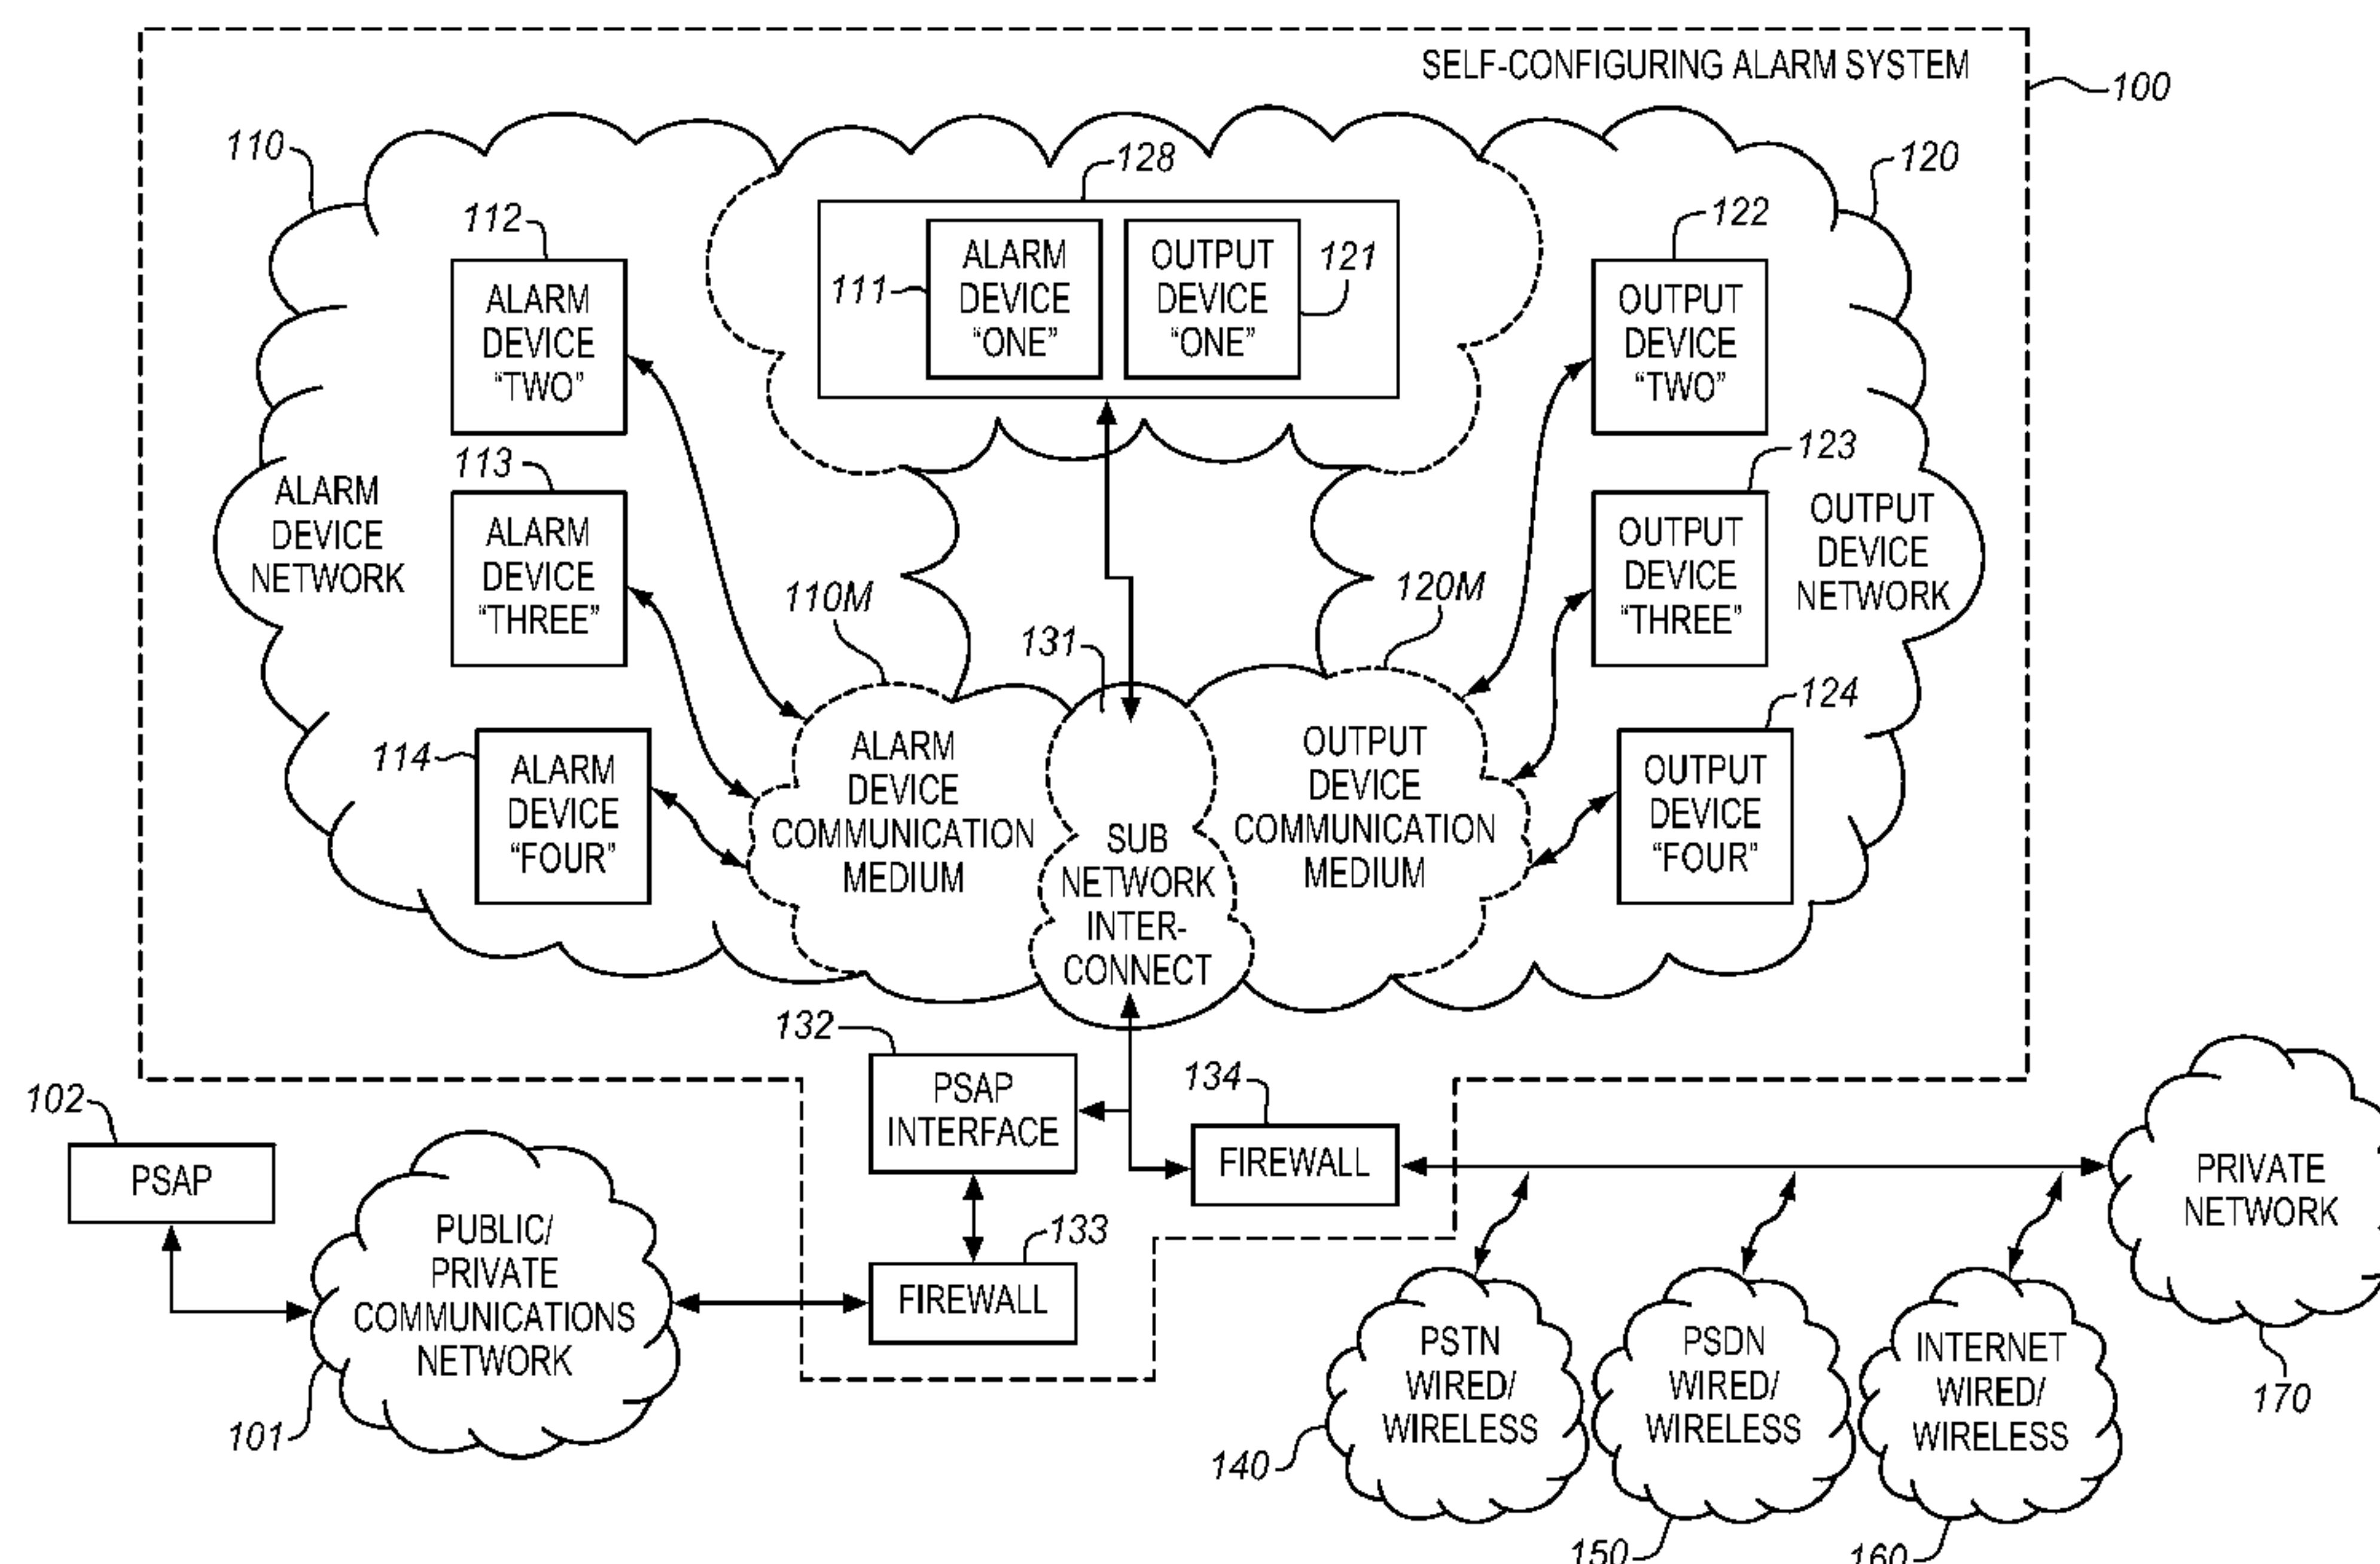 SELF-CONFIGURING ALARM SYSTEM
100
110
128
120
112
122
ALARM
DEVICE
"TWO"
111
ALARM
DEVICE
"ONE"
OUTPUT
DEVICE
"ONE"
121
OUTPUT
DEVICE
"TWO"
113
123
ALARM
DEVICE
NETWORK
ALARM
DEVICE
"THREE"
OUTPUT
DEVICE
"THREE"
OUTPUT
DEVICE
NETWORK
110M
120M
131
114
124
ALARM
DEVICE
"FOUR"
ALARM
DEVICE
COMMUNICATION
MEDIUM
SUB
NETWORK
INTER-
CONNECT
OUTPUT
DEVICE
COMMUNICATION
MEDIUM
OUTPUT
DEVICE
"FOUR"
132
PSAP
INTERFACE
134
FIREWALL
102
PSAP
PUBLIC/
PRIVATE
COMMUNICATIONS
NETWORK
101
133
FIREWALL
PRIVATE
NETWORK
170
PSTN
WIRED/
WIRELESS
140
PSDN
WIRED/
WIRELESS
150
INTERNET
WIRED/
WIRELESS
160